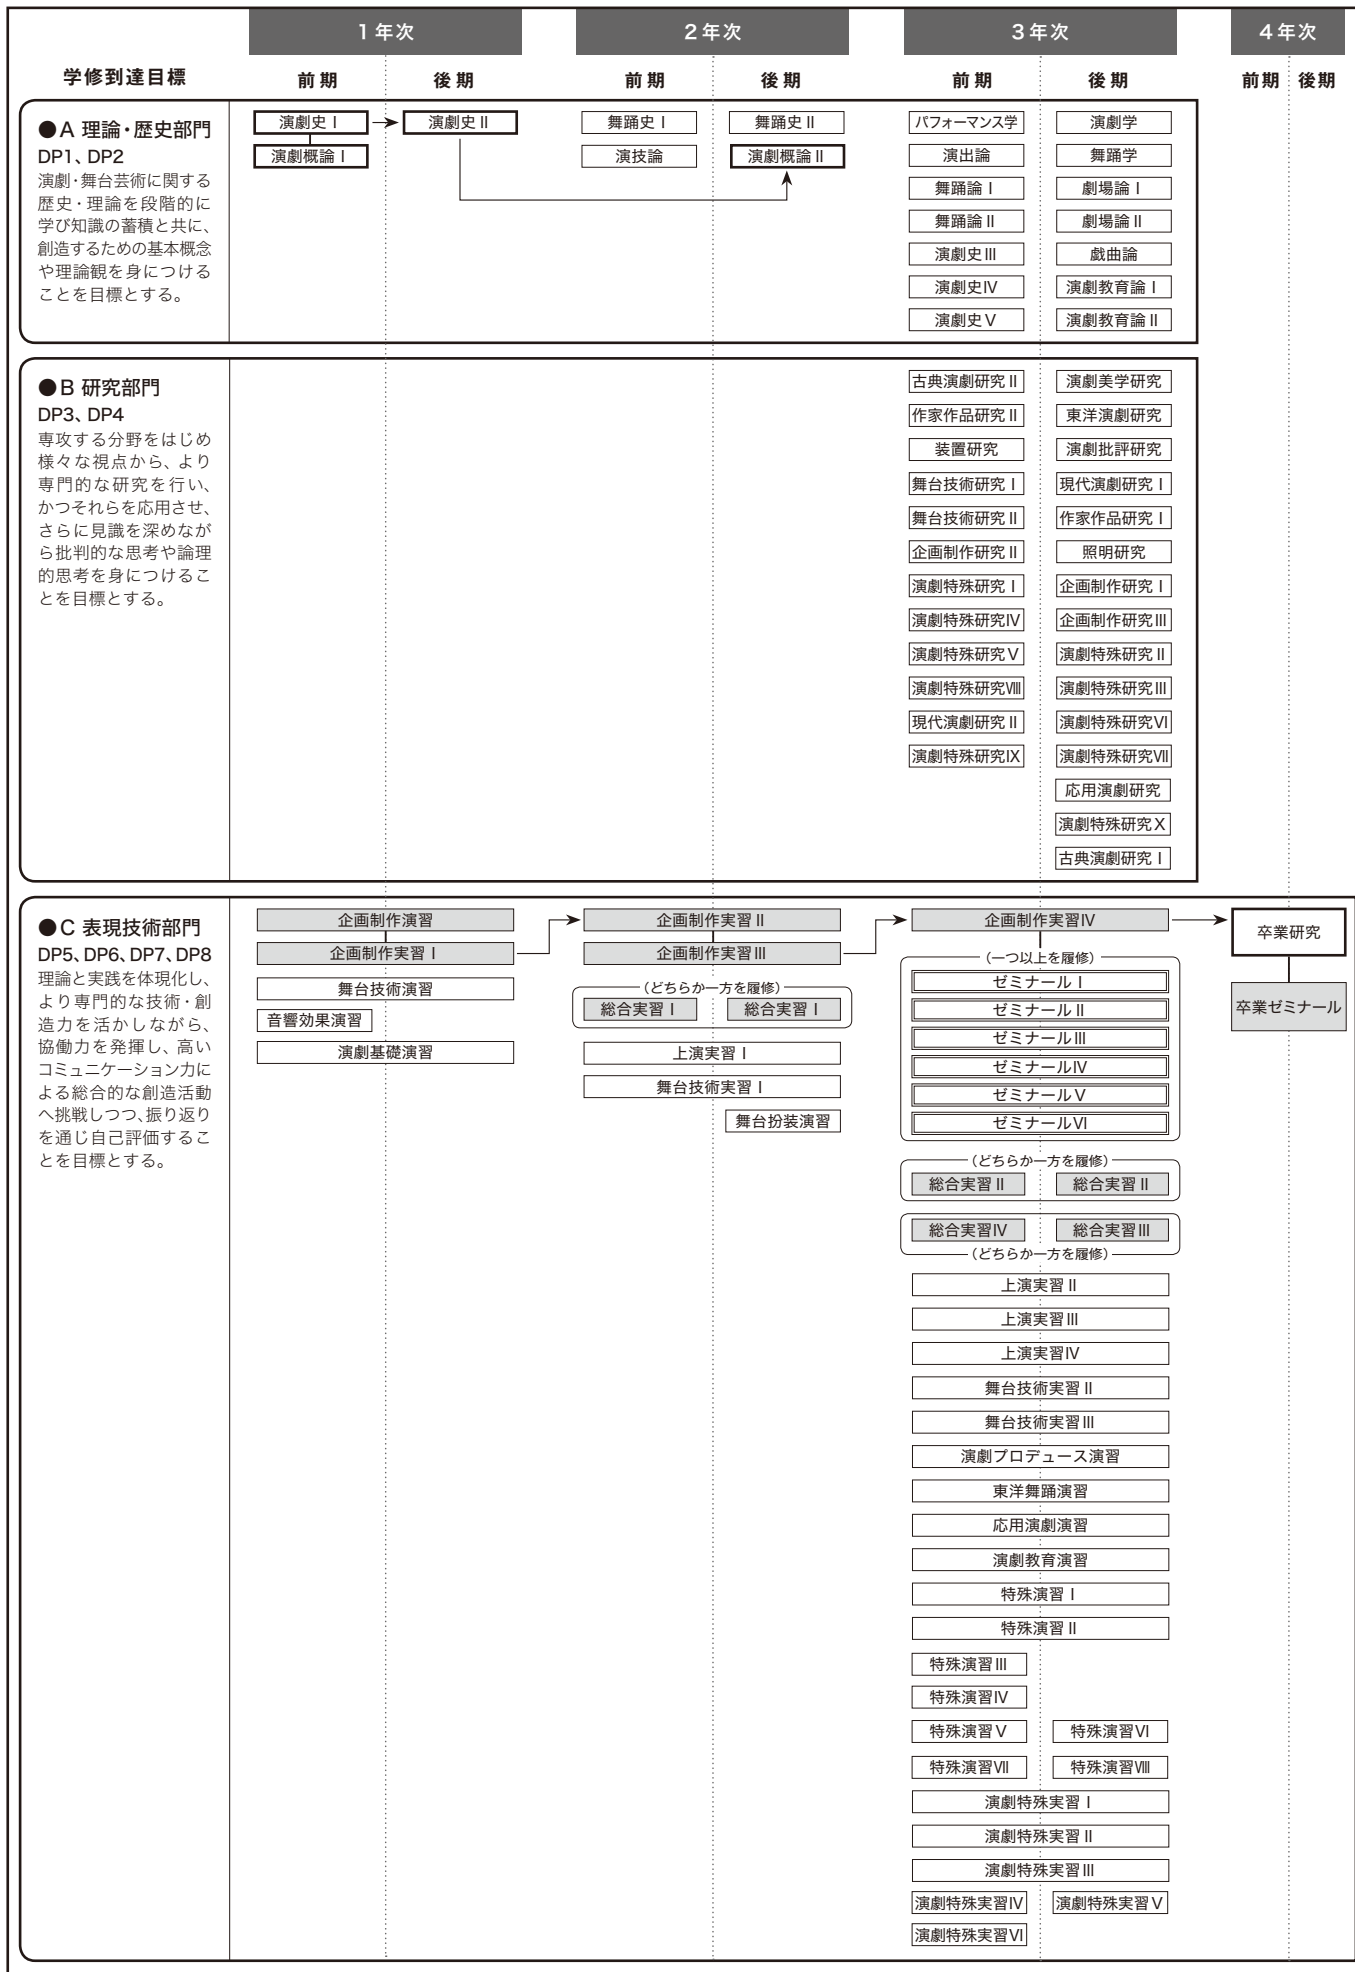 1年次
2年次
3年次
4年次
学修到達目標
前期
後期
前期
後期
前期
後期
前期
後期
●A 理論・歴史部門
DP1、DP2
演劇・舞台芸術に関する
歴史・理論を段階的に
学び知識の蓄積と共に、
創造するための基本概念
や理論観を身につける
ことを目標とする。
演劇史Ⅰ
演劇史Ⅱ
演劇概論Ⅰ
舞踊史Ⅰ
舞踊史Ⅱ
演技論
演劇概論Ⅱ
パフォーマンス学
演劇学
演出論
舞踊学
舞踊論Ⅰ
劇場論Ⅰ
舞踊論Ⅱ
劇場論Ⅱ
演劇史Ⅲ
戯曲論
演劇史Ⅳ
演劇教育論Ⅰ
演劇史Ⅴ
演劇教育論Ⅱ
●B 研究部門
DP3、DP4
専攻する分野をはじめ
様々な視点から、より
専門的な研究を行い、
かつそれらを応用させ、
さらに見識を深めなが
ら批判的な思考や論理
的思考を身につけるこ
とを目標とする。
古典演劇研究Ⅱ
演劇美学研究
作家作品研究Ⅱ
東洋演劇研究
装置研究
演劇批評研究
舞台技術研究Ⅰ
現代演劇研究Ⅰ
舞台技術研究Ⅱ
作家作品研究Ⅰ
企画制作研究Ⅱ
照明研究
演劇特殊研究Ⅰ
企画制作研究Ⅰ
演劇特殊研究Ⅳ
企画制作研究Ⅲ
演劇特殊研究Ⅴ
演劇特殊研究Ⅱ
演劇特殊研究Ⅷ
演劇特殊研究Ⅲ
現代演劇研究Ⅱ
演劇特殊研究Ⅵ
演劇特殊研究Ⅸ
演劇特殊研究Ⅶ
応用演劇研究
演劇特殊研究Ⅹ
古典演劇研究Ⅰ
●C 表現技術部門
DP5、DP6、DP7、DP8
理論と実践を体現化し、
より専門的な技術・創
造力を活かしながら、
協働力を発揮し、高い
コミュニケーション力に
よる総合的な創造活動
へ挑戦しつつ、振り返り
を通じ自己評価するこ
とを目標とする。
企画制作演習
企画制作実習Ⅰ
舞台技術演習
音響効果演習
演劇基礎演習
企画制作実習Ⅱ
企画制作実習Ⅲ
(どちらか一方を履修)
総合実習Ⅰ
総合実習Ⅰ
上演実習Ⅰ
舞台技術実習Ⅰ
舞台扮装演習
企画制作実習Ⅳ
(一つ以上を履修)
ゼミナールⅠ
ゼミナールⅡ
ゼミナールⅢ
ゼミナールⅣ
ゼミナールⅤ
ゼミナールⅥ
(どちらか一方を履修)
総合実習Ⅱ
総合実習Ⅱ
総合実習Ⅳ
総合実習Ⅲ
(どちらか一方を履修)
上演実習Ⅱ
上演実習Ⅲ
上演実習Ⅳ
舞台技術実習Ⅱ
舞台技術実習Ⅲ
演劇プロデュース演習
東洋舞踊演習
応用演劇演習
演劇教育演習
特殊演習Ⅰ
特殊演習Ⅱ
特殊演習Ⅲ
特殊演習Ⅳ
特殊演習Ⅴ
特殊演習Ⅵ
特殊演習Ⅶ
特殊演習Ⅷ
演劇特殊実習Ⅰ
演劇特殊実習Ⅱ
演劇特殊実習Ⅲ
演劇特殊実習Ⅳ
演劇特殊実習Ⅴ
演劇特殊実習Ⅵ
卒業研究
卒業ゼミナール